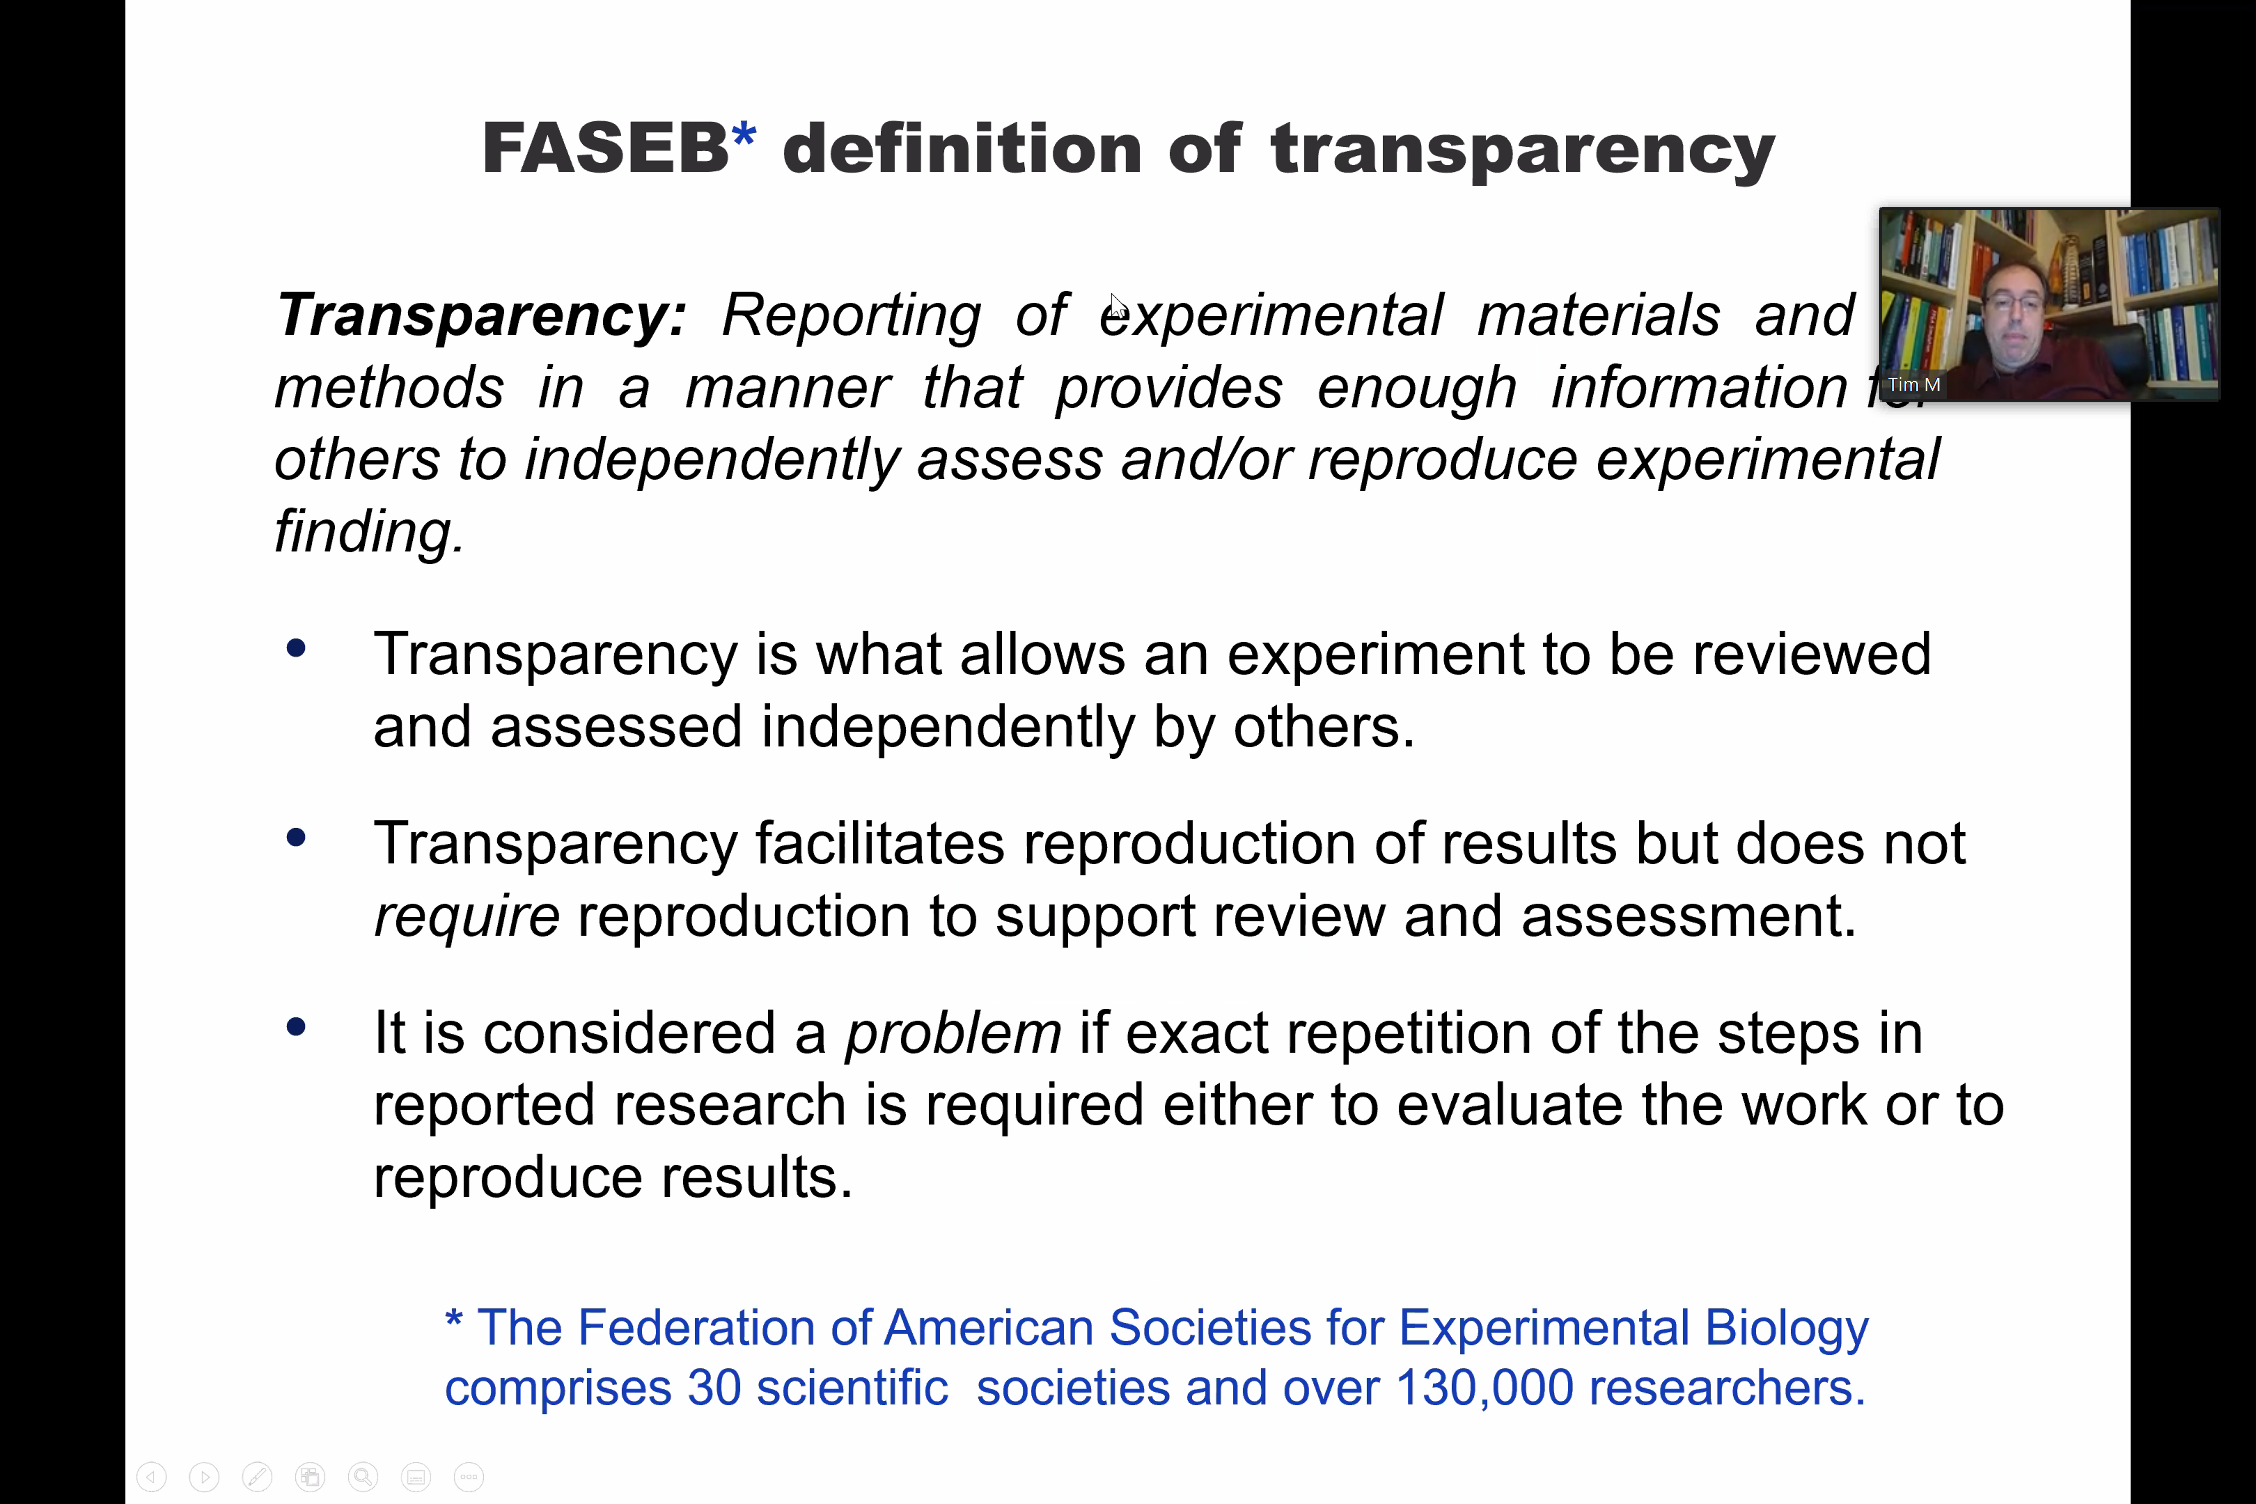 FASEB* definition of transparency
Transparency: Reporting of experimental materials and
methods in a manner that provides enough information for
others to independently assess and/or reproduce experimental
finding.
Tim M
• Transparency is what allows an experiment to be reviewed
and assessed independently by others.
• Transparency facilitates reproduction of results but does not
require reproduction to support review and assessment.
• It is considered a problem if exact repetition of the steps in
reported research is required either to evaluate the work or to
reproduce results.
* The Federation of American Societies for Experimental Biology
comprises 30 scientific societies and over 130,000 researchers.